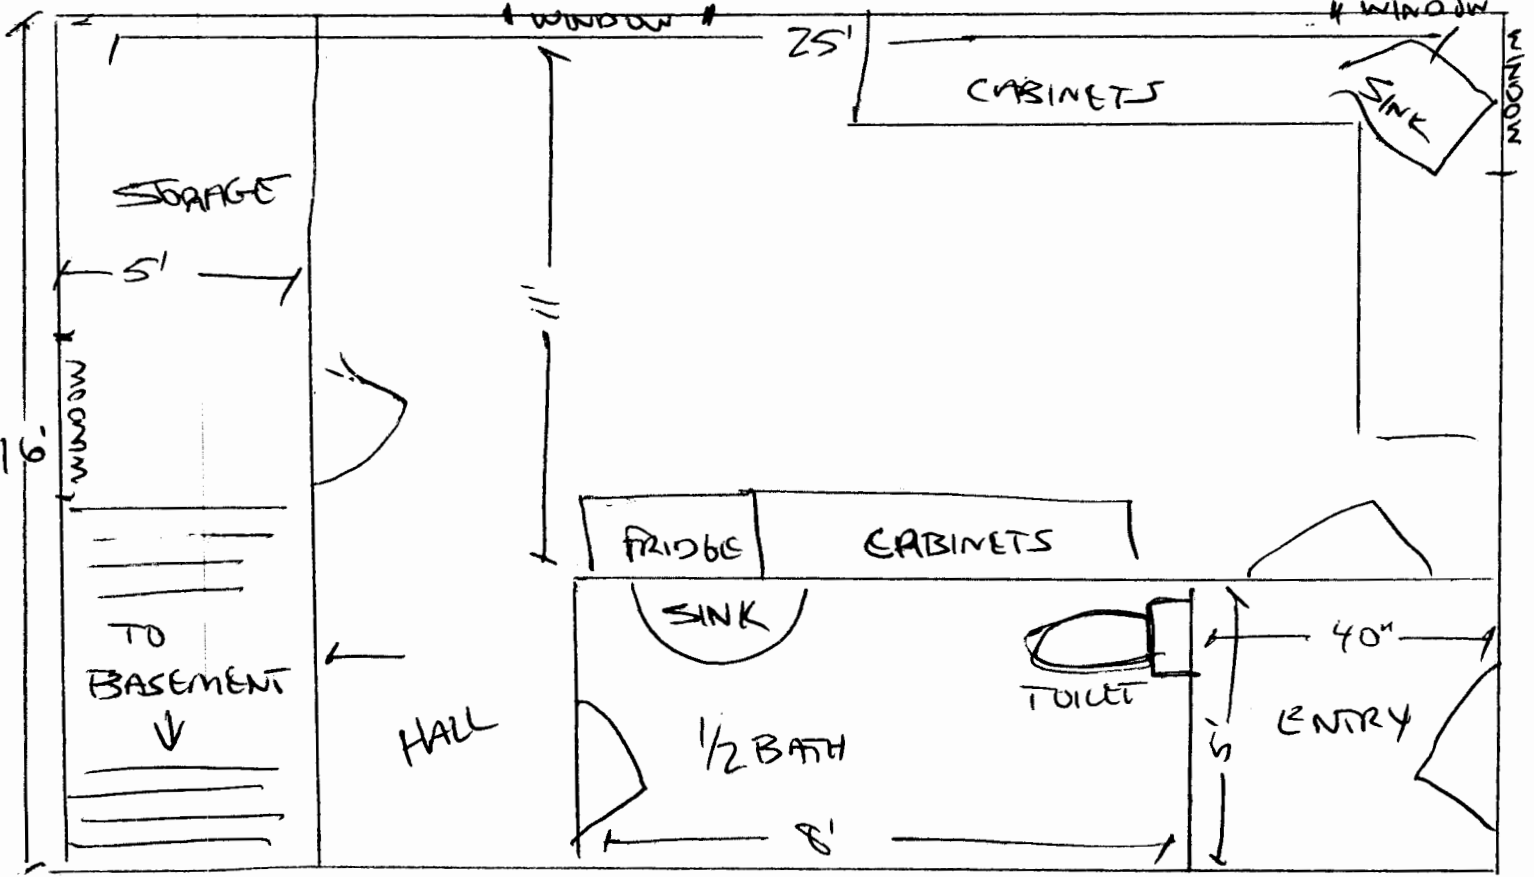 WINDOW
WINDOW
25'
CABINETS
SINK
WINDOW
STORAGE
5'
11'
16'
WINDOW
FRIDGE
CABINETS
SINK
TO
BASEMENT
HALL
1/2 BATH
TOILET
40"
5'
ENTRY
8'